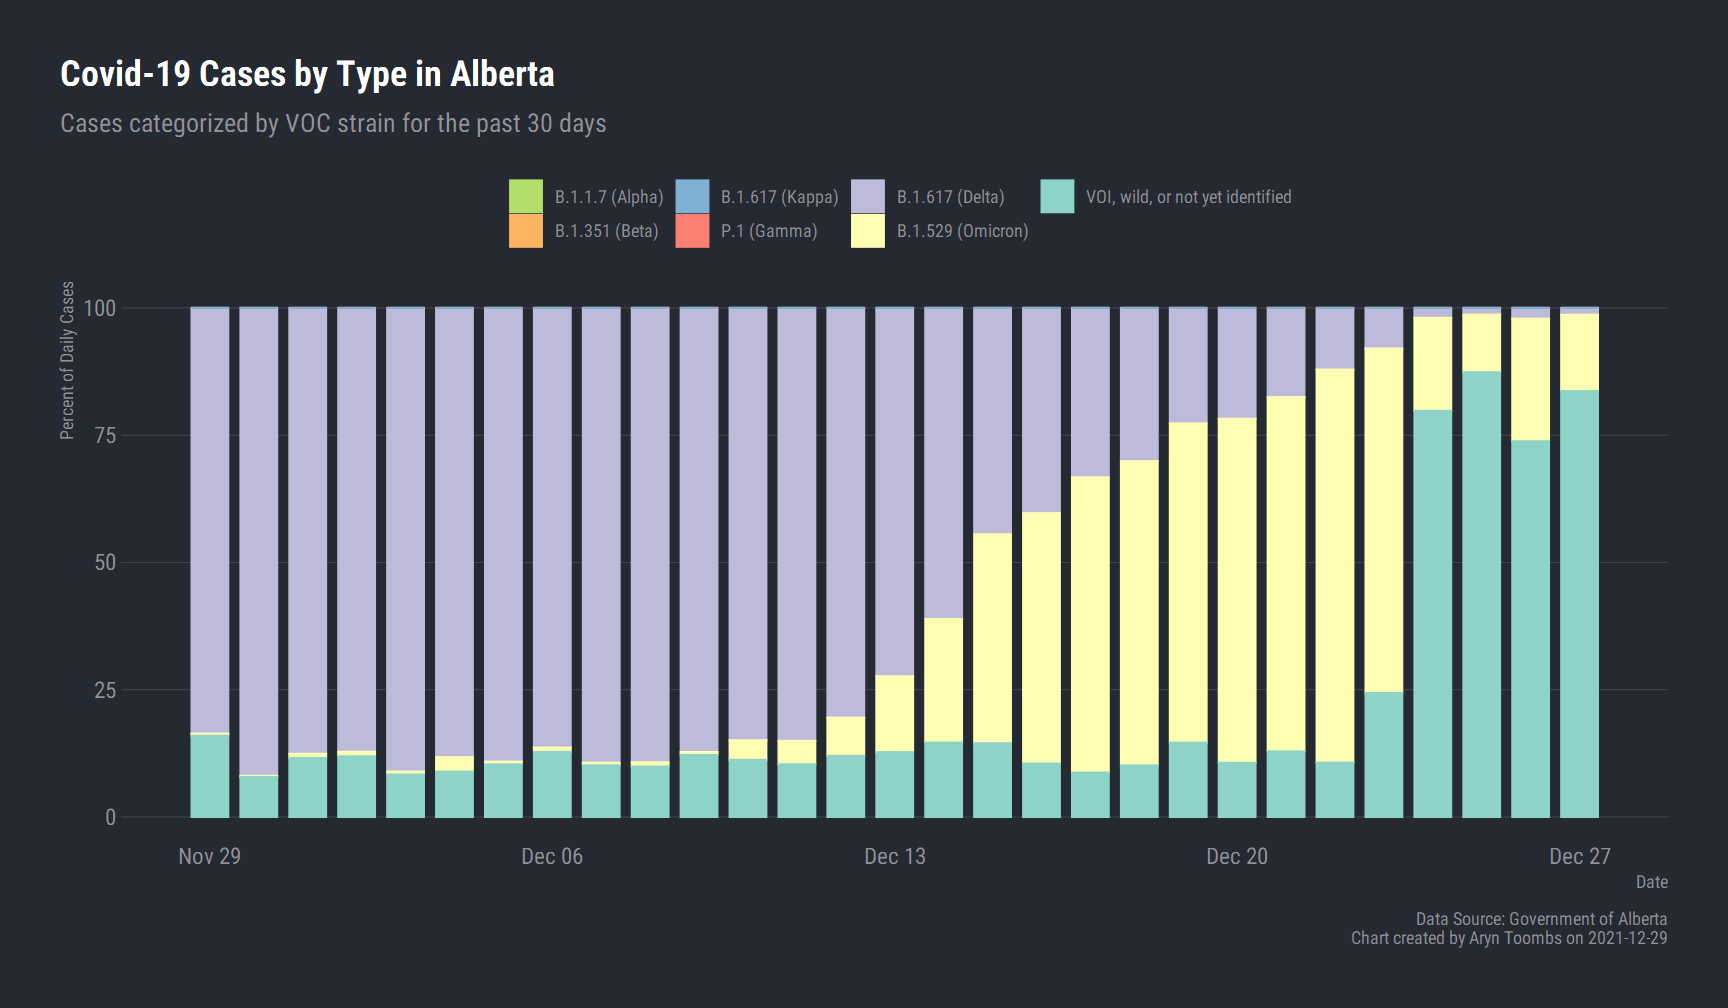 Covid-19 Cases by Type in Alberta
Cases categorized by VOC strain for the past 30 days
B.1.1.7 (Alpha) B.1.617 (Kappa) B.1.617 (Delta) VOI, wild, or not yet identified
B.1.351 (Beta) P.1 (Gamma) B.1.529 (Omicron)
Percent of Daily Cases
100
75
50
25
0
Nov 29 Dec 06 Dec 13 Dec 20 Dec 27
Date
Data Source: Government of Alberta
Chart created by Aryn Toombs on 2021-12-29